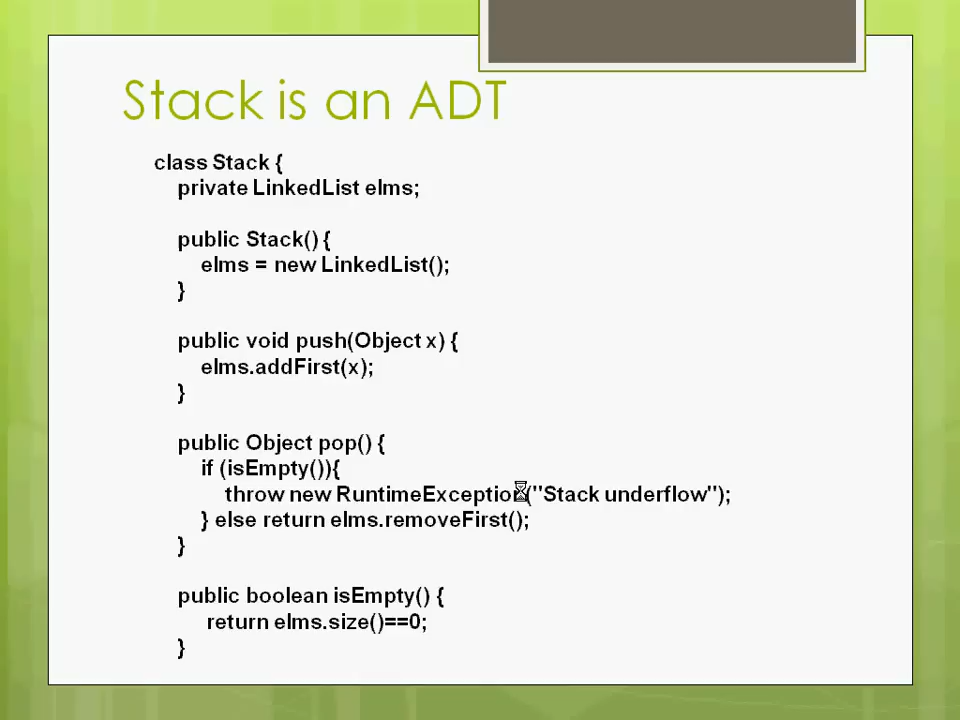 Stack is an ADT
class Stack {
private LinkedList elms;
public Stack() {
elms = new LinkedList();
}
public void push(Object x) {
elms.addFirst(x);
}
public Object pop() {
if (isEmpty()){
throw new RuntimeException("Stack underflow");
} else return elms.removeFirst();
}
public boolean isEmpty() {
return elms.size()==0;
}